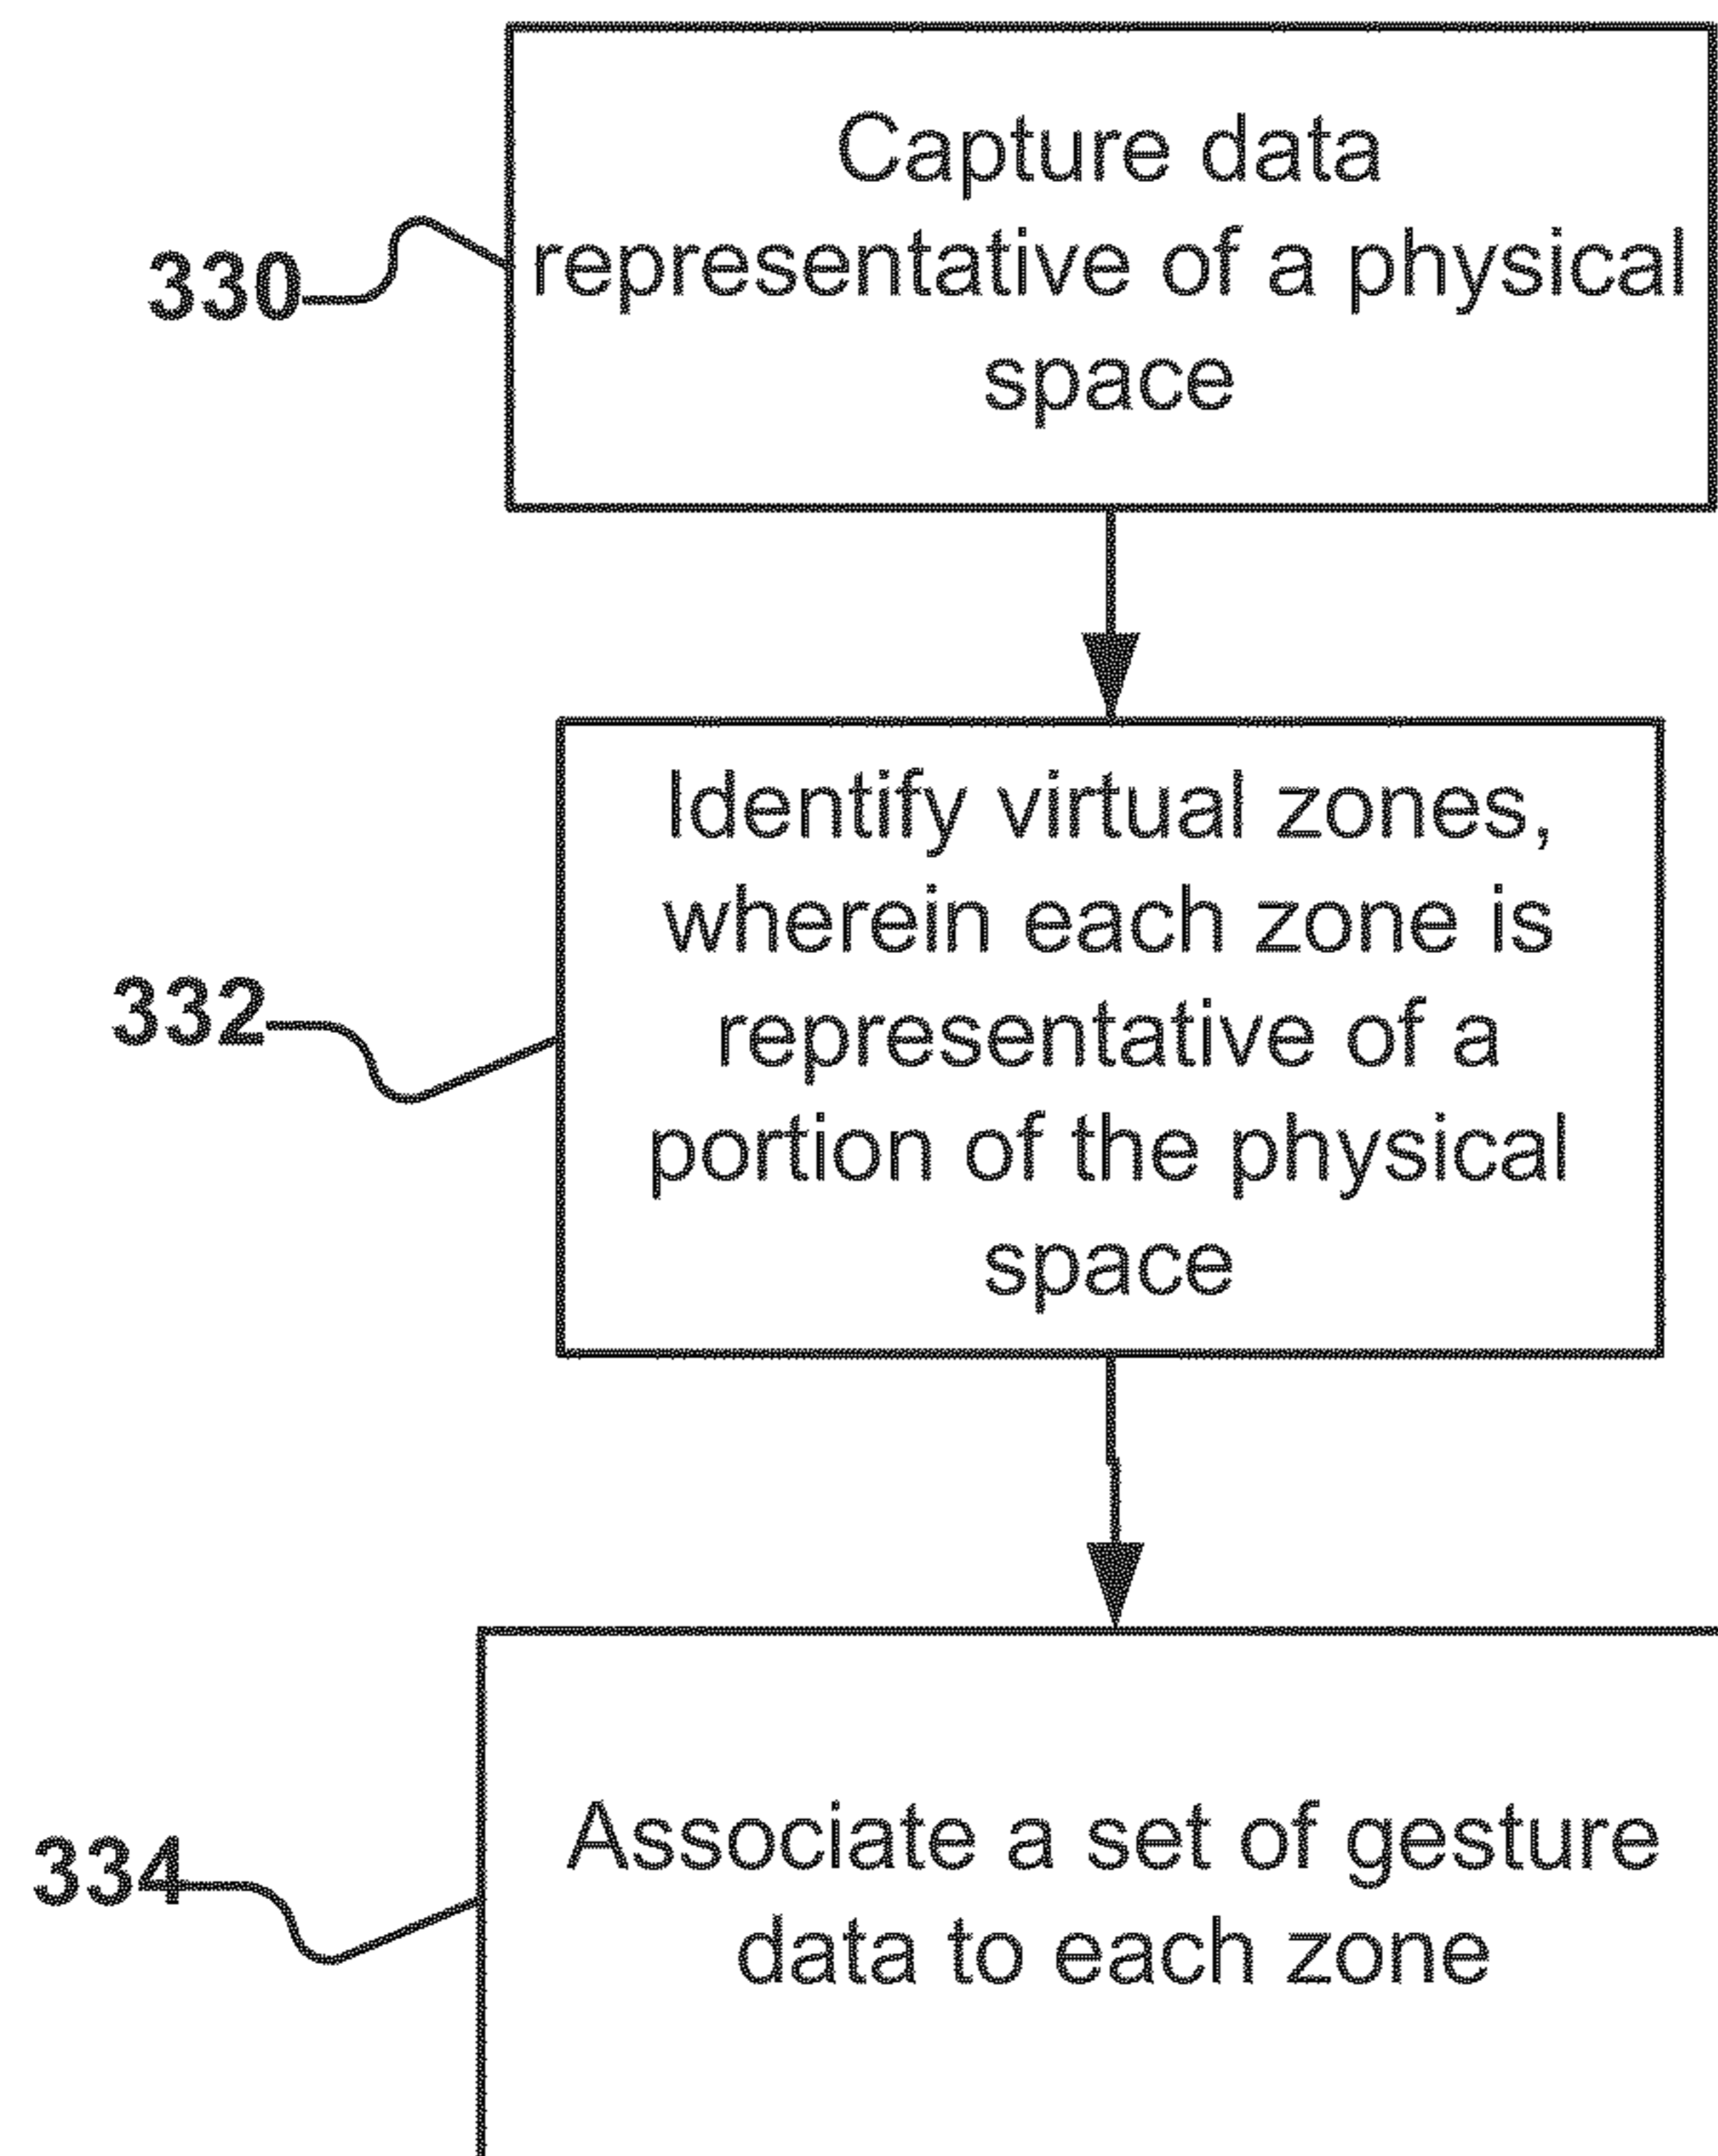 Capture data
representative of a physical
space
330
Identify virtual zones,
wherein each zone is
representative of a
portion of the physical
space
332
Associate a set of gesture
data to each zone
334